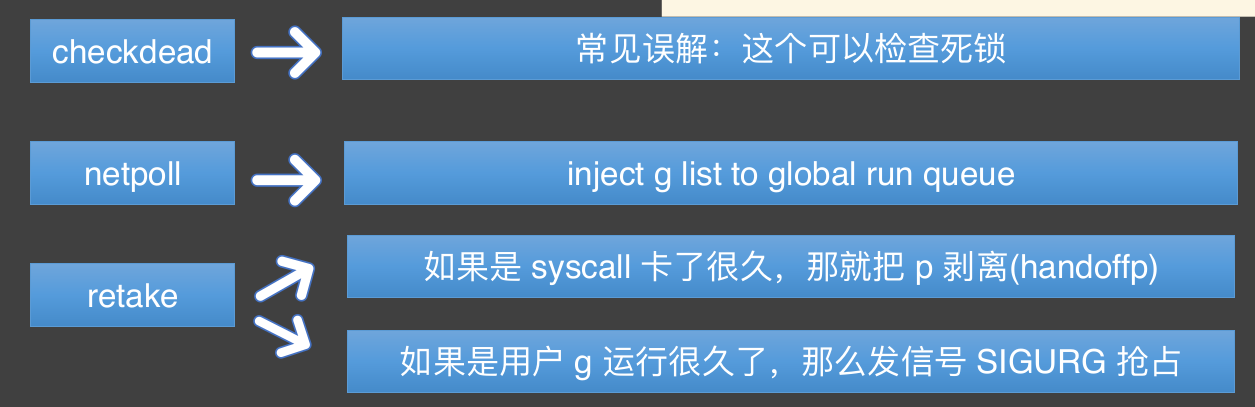 checkdead
常见误解：这个可以检查死锁
netpoll
inject g list to global run queue
retake
如果是 syscall 卡了很久，那就把 p 剥离(handoffp)
如果是用户 g 运行很久了，那么发信号 SIGURG 抢占